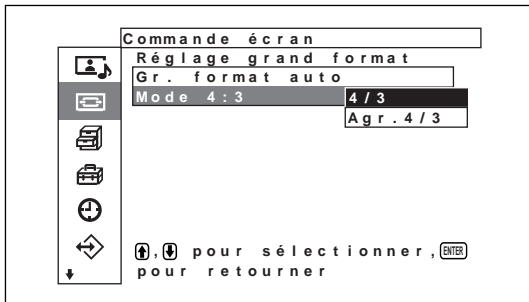 Commande écran
Réglage grand format
Gr. format auto
Mode 4:3 4/3
Agr.4/3
, pour sélectionner, ENTER
pour retourner